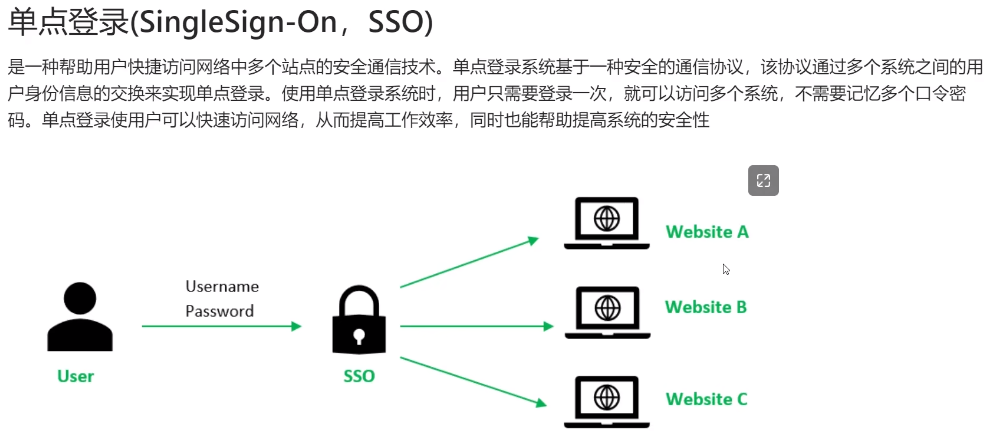 单点登录(SingleSign-On，SSO)
是一种帮助用户快捷访问网络中多个站点的安全通信技术。单点登录系统基于一种安全的通信协议，该协议通过多个系统之间的用
户身份信息的交换来实现单点登录。使用单点登录系统时，用户只需要登录一次，就可以访问多个系统，不需要记忆多个口令密
码。单点登录使用户可以快速访问网络，从而提高工作效率，同时也能帮助提高系统的安全性
Website A
Username
Password
Website B
User
SSO
Website C